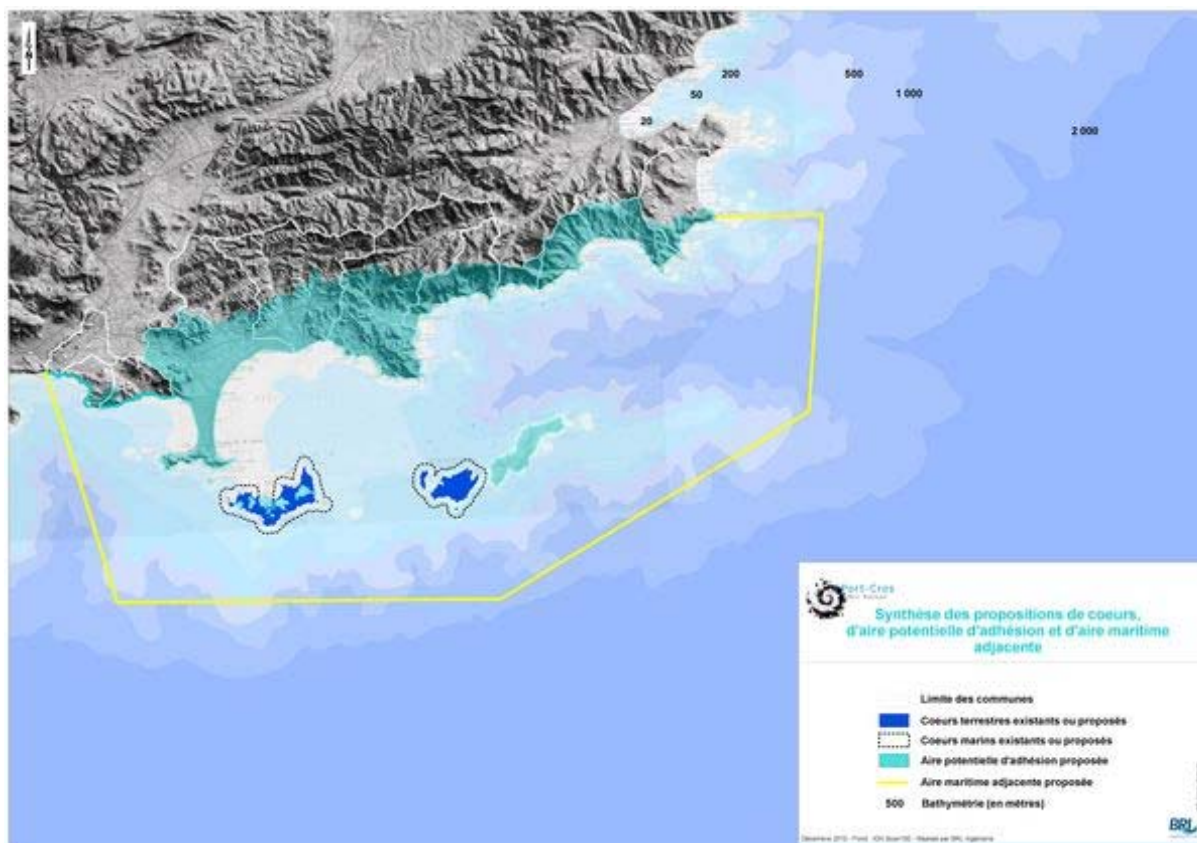 200
500
50
1 000
20
2 000
Port-Cros
Synthèse des propositions de coeurs,
d'aire potentielle d'adhésion et d'aire maritime
adjacente
Limite des communes
Coeurs terrestres existants ou proposés
Coeurs marins existants ou proposés
Aire potentielle d'adhésion proposée
Aire maritime adjacente proposée
500 Bathymétrie (en mètres)
BRL